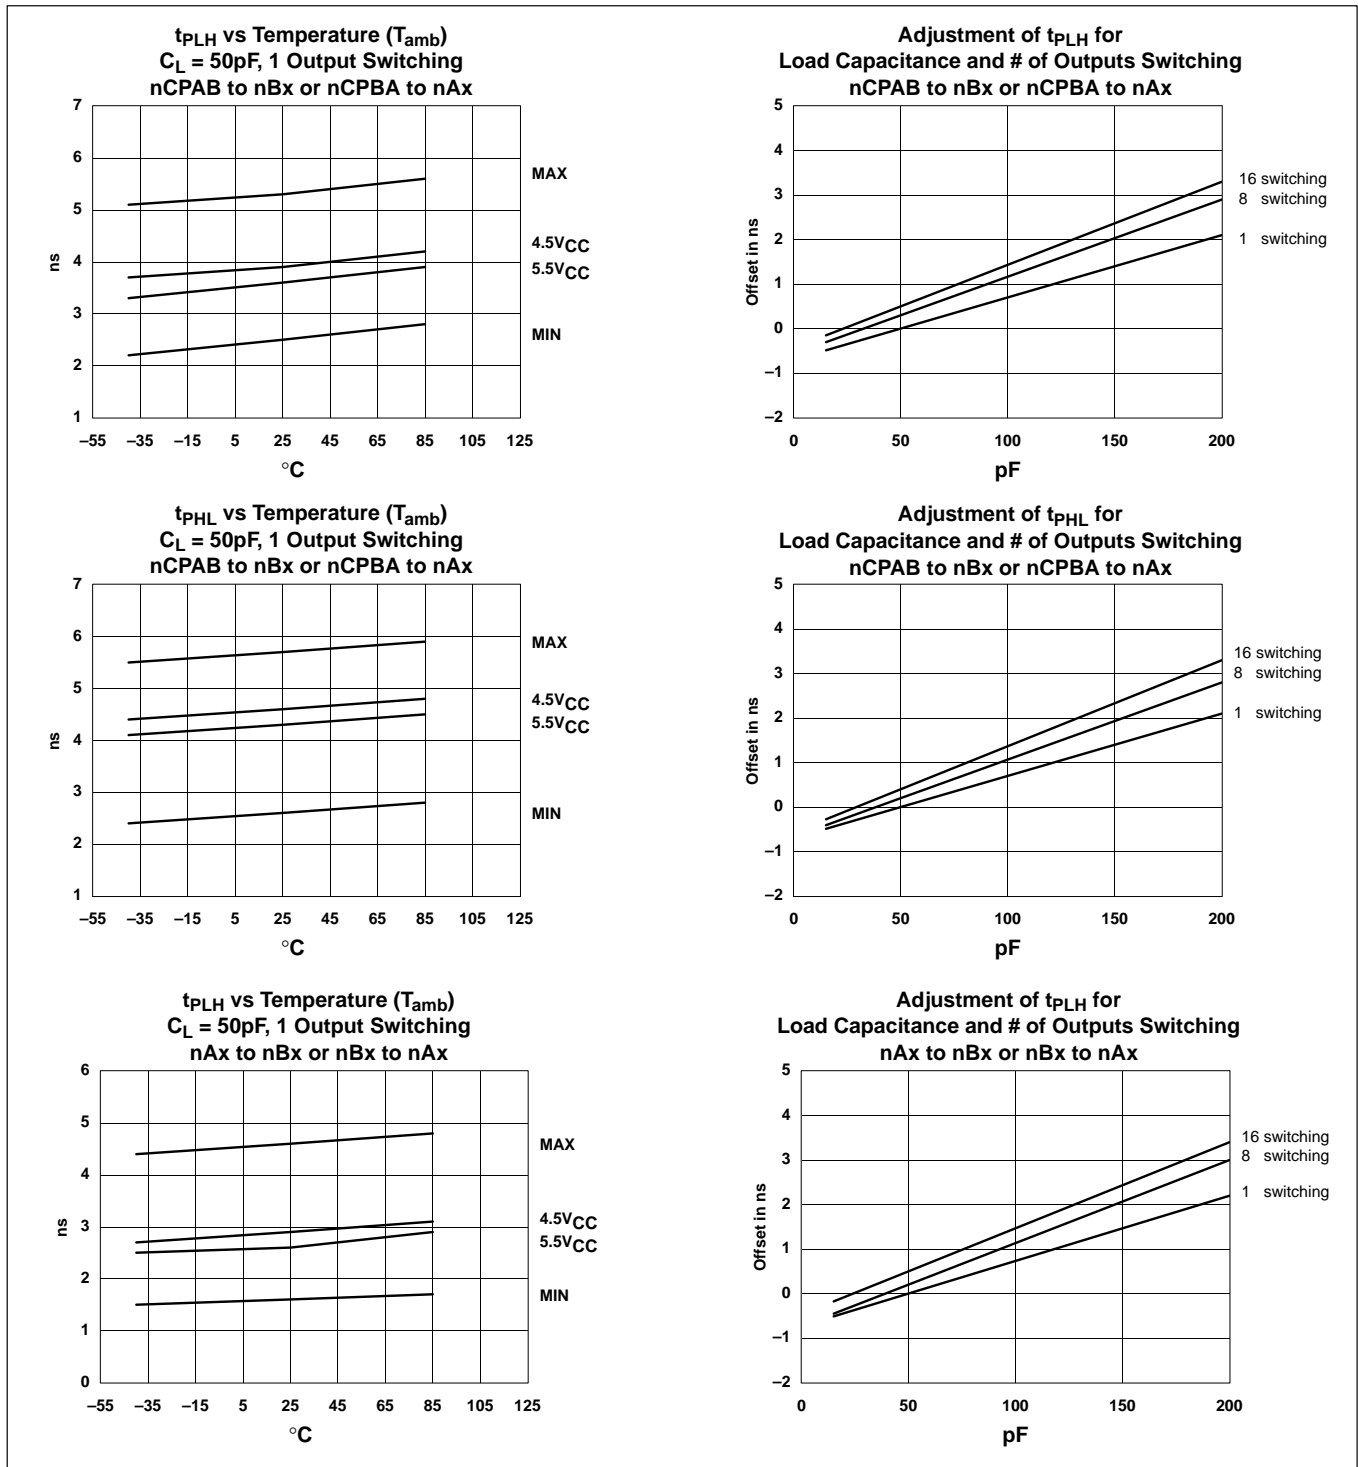 tPLH vs Temperature (Tamb)
CL = 50pF, 1 Output Switching
nCPAB to nBx or nCPBA to nAx
7
6
5
4
3
2
1
ns
–55 –35 –15 5 25 45 65 85 105 125
°C
MAX
4.5VCC
5.5VCC
MIN
Adjustment of tPLH for
Load Capacitance and # of Outputs Switching
nCPAB to nBx or nCPBA to nAx
5
4
3
2
1
0
–1
–2
Offset in ns
0 50 100 150 200
pF
16 switching
8 switching
1 switching
tPHL vs Temperature (Tamb)
CL = 50pF, 1 Output Switching
nCPAB to nBx or nCPBA to nAx
7
6
5
4
3
2
1
ns
–55 –35 –15 5 25 45 65 85 105 125
°C
MAX
4.5VCC
5.5VCC
MIN
Adjustment of tPHL for
Load Capacitance and # of Outputs Switching
nCPAB to nBx or nCPBA to nAx
5
4
3
2
1
0
–1
–2
Offset in ns
0 50 100 150 200
pF
16 switching
8 switching
1 switching
tPLH vs Temperature (Tamb)
CL = 50pF, 1 Output Switching
nAx to nBx or nBx to nAx
6
5
4
3
2
1
0
ns
–55 –35 –15 5 25 45 65 85 105 125
°C
MAX
4.5VCC
5.5VCC
MIN
Adjustment of tPLH for
Load Capacitance and # of Outputs Switching
nAx to nBx or nBx to nAx
5
4
3
2
1
0
–1
–2
Offset in ns
0 50 100 150 200
pF
16 switching
8 switching
1 switching